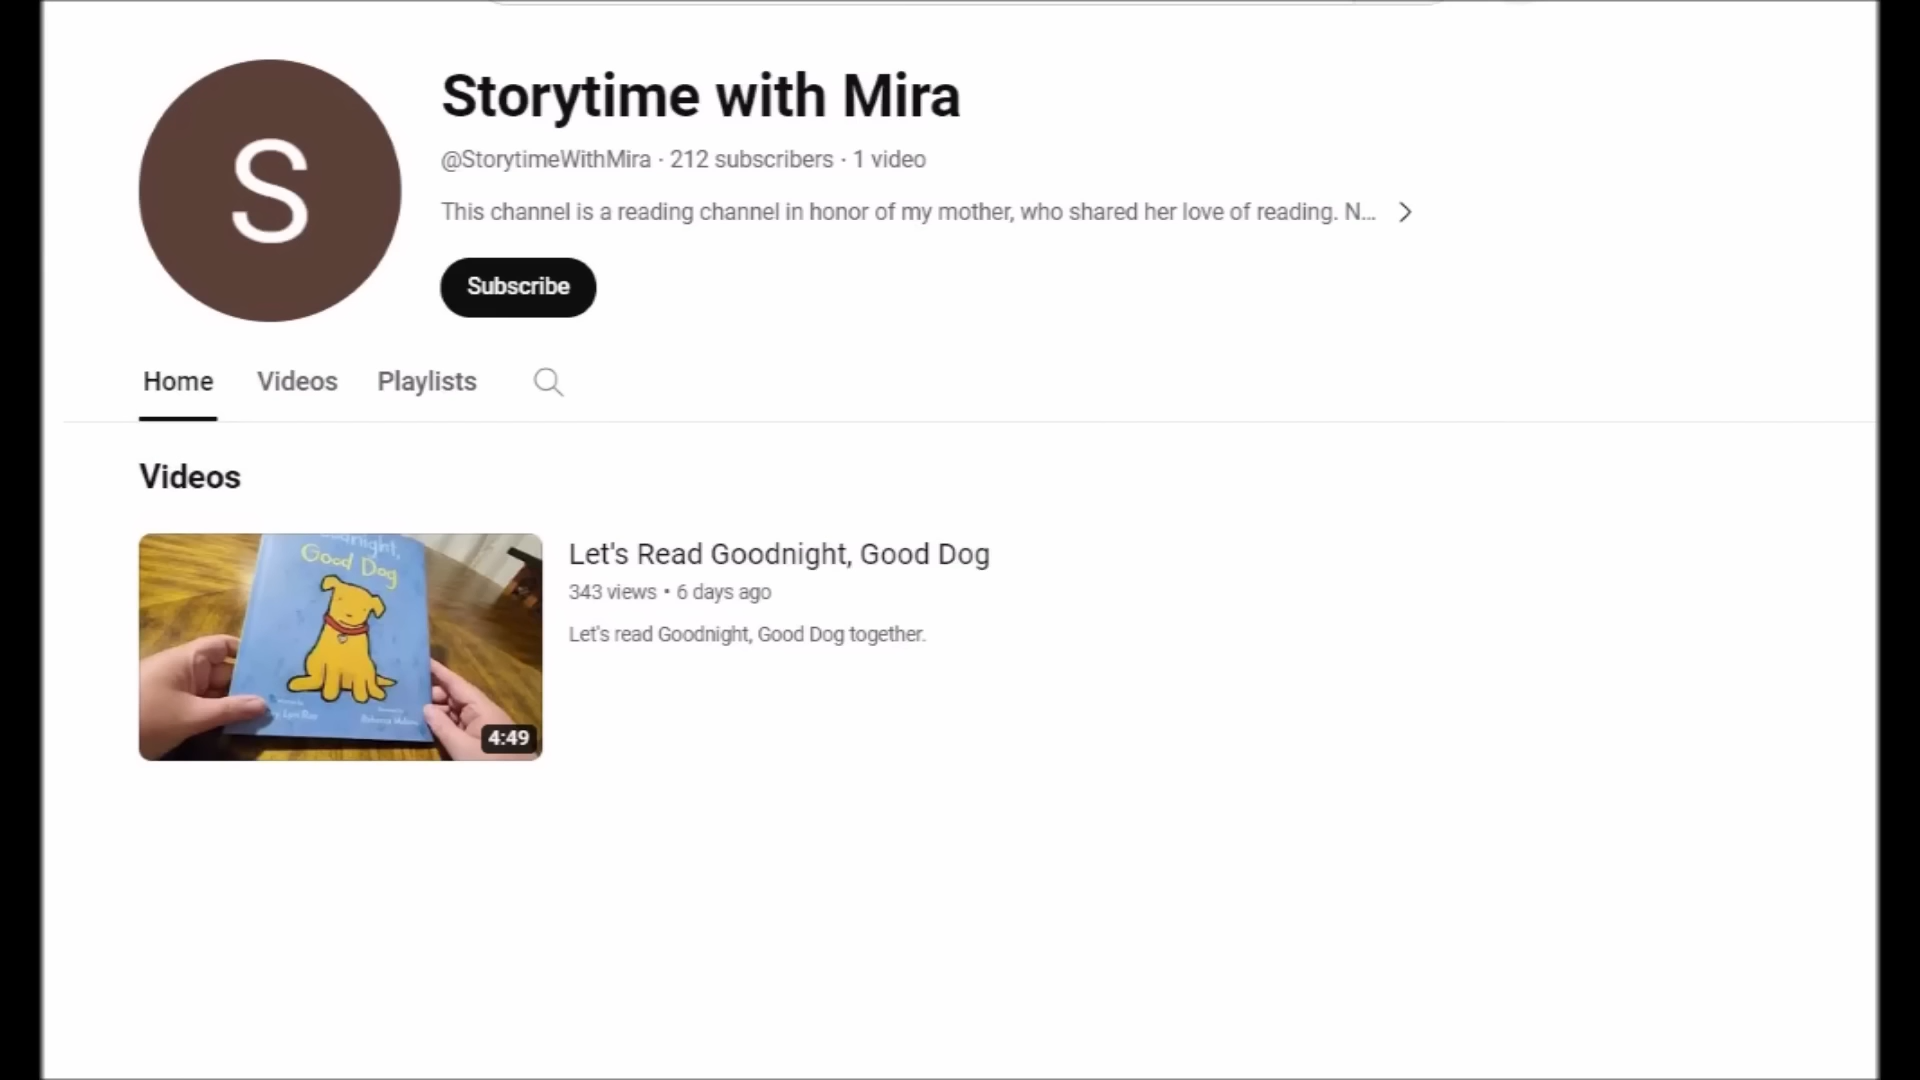 S
Storytime with Mira
@StorytimeWithMira · 212 subscribers · 1 video
This channel is a reading channel in honor of my mother, who shared her love of reading. N...
Subscribe
Home Videos Playlists
Videos
Good Dog
4:49
Let's Read Goodnight, Good Dog
343 views • 6 days ago
Let's read Goodnight, Good Dog together.